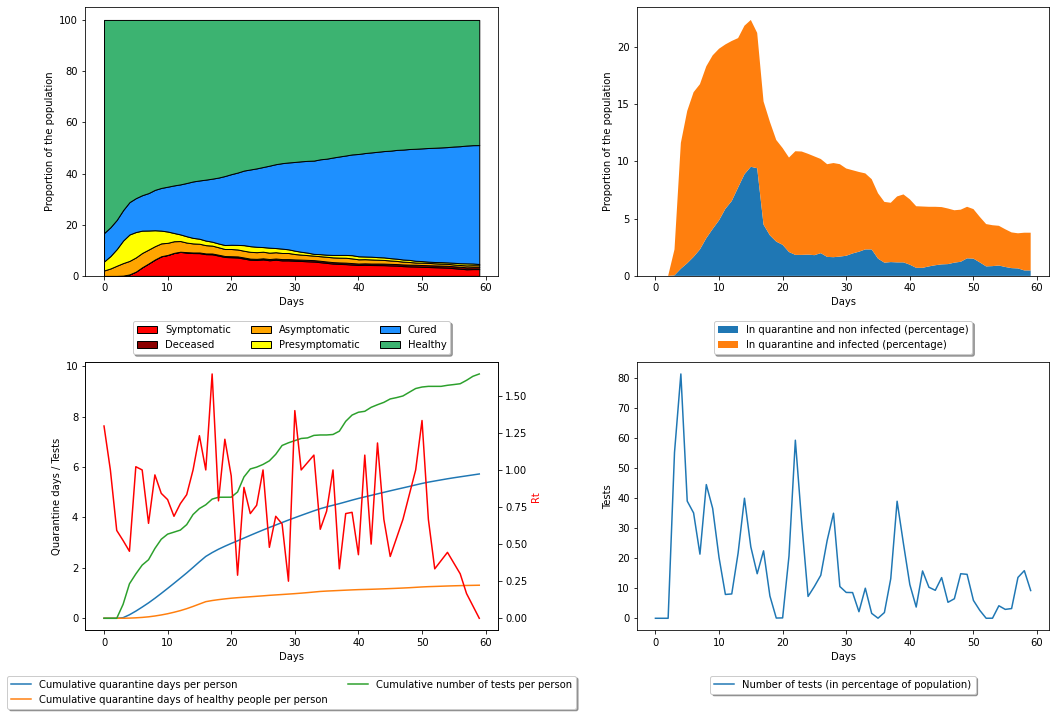 Proportion of the population
100
80
60
40
20
0
0 10 20 30 40 50 60
Days
Symptomatic Asymptomatic Cured
Deceased Presymptomatic Healthy
Proportion of the population
20
15
10
5
0
0 10 20 30 40 50 60
Days
In quarantine and non infected (percentage)
In quarantine and infected (percentage)
Quarantine days / Tests
10
8
6
4
2
0
0 10 20 30 40 50 60
Days
1.50
1.25
1.00
0.75
0.50
0.25
0.00
Rt
Cumulative quarantine days per person Cumulative number of tests per person
Cumulative quarantine days of healthy people per person
Tests
80
70
60
50
40
30
20
10
0
0 10 20 30 40 50 60
Days
Number of tests (in percentage of population)